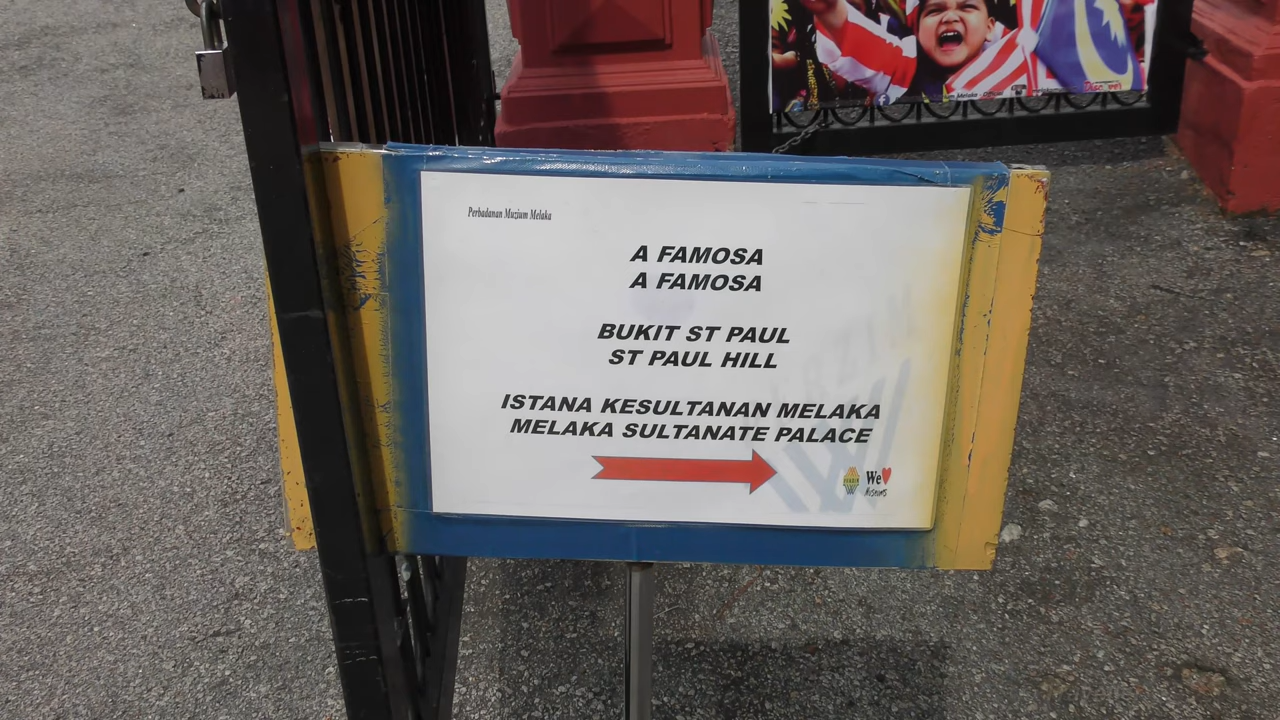 Perbadanan Muzium Melaka
A FAMOSA
A FAMOSA
BUKIT ST PAUL
ST PAUL HILL
ISTANA KESULTANAN MELAKA
MELAKA SULTANATE PALACE
We
Museums